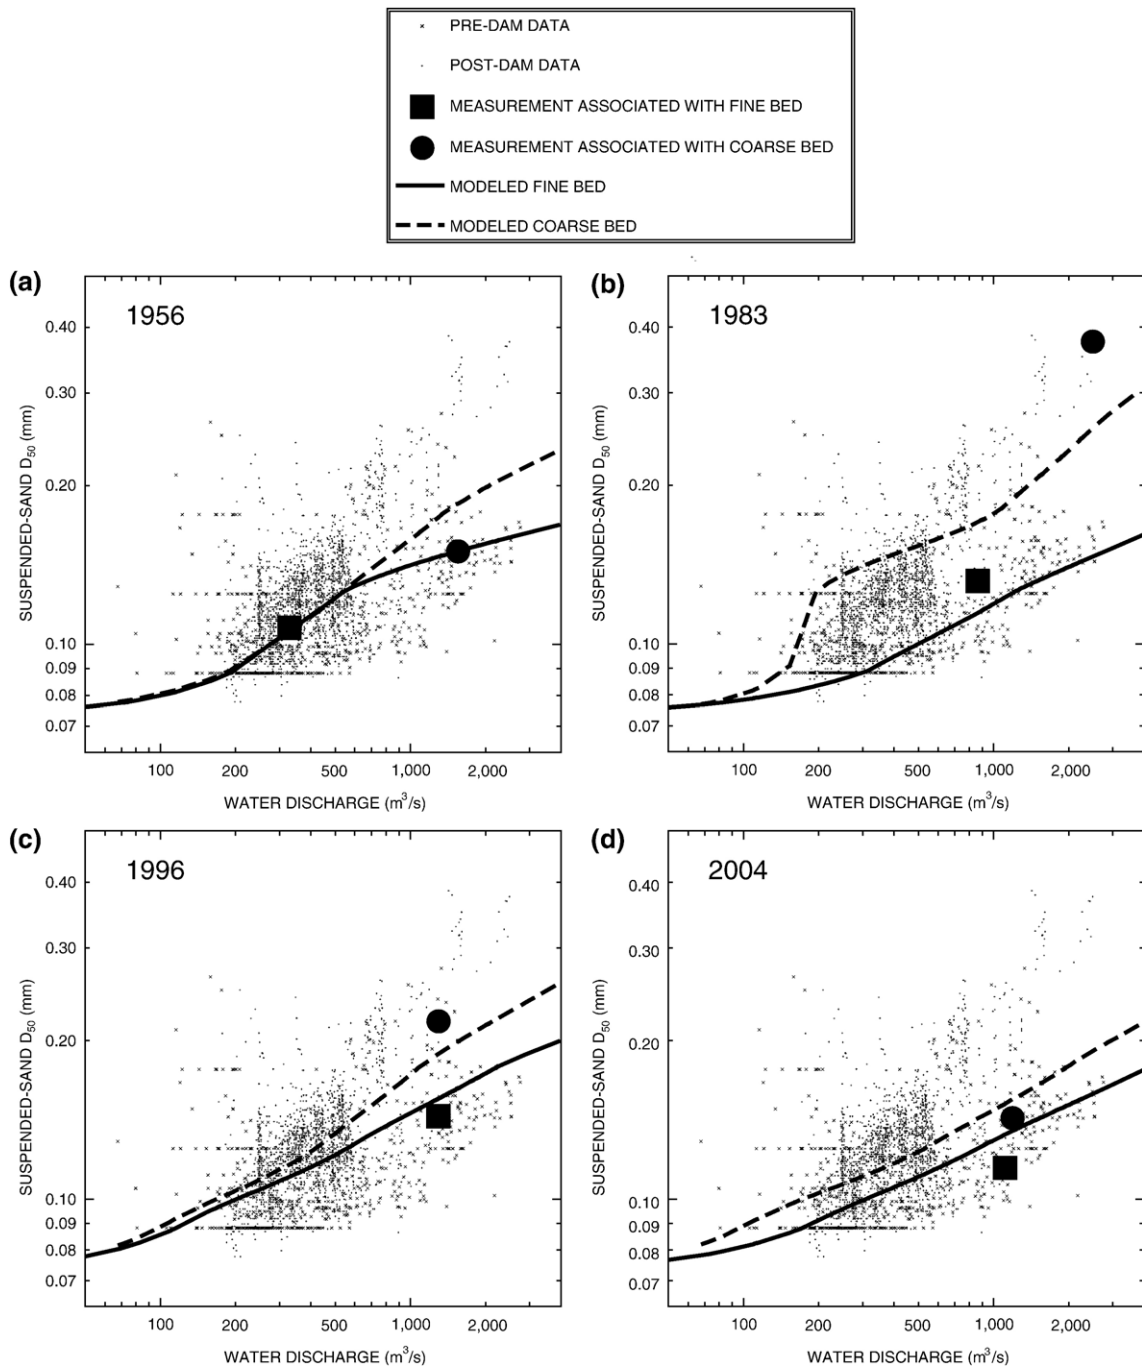 PRE-DAM DATA
POST-DAM DATA
MEASUREMENT ASSOCIATED WITH FINE BED
MEASUREMENT ASSOCIATED WITH COARSE BED
MODELED FINE BED
MODELED COARSE BED
(a)
1956
0.40
0.30
0.20
0.10
0.09
0.08
0.07
SUSPENDED-SAND D50 (mm)
100 200 500 1,000 2,000
WATER DISCHARGE (m³/s)
(b)
1983
0.40
0.30
0.20
0.10
0.09
0.08
0.07
SUSPENDED-SAND D50 (mm)
100 200 500 1,000 2,000
WATER DISCHARGE (m³/s)
(c)
1996
0.40
0.30
0.20
0.10
0.09
0.08
0.07
SUSPENDED-SAND D50 (mm)
100 200 500 1,000 2,000
WATER DISCHARGE (m³/s)
(d)
2004
0.40
0.30
0.20
0.10
0.09
0.08
0.07
SUSPENDED-SAND D50 (mm)
100 200 500 1,000 2,000
WATER DISCHARGE (m³/s)